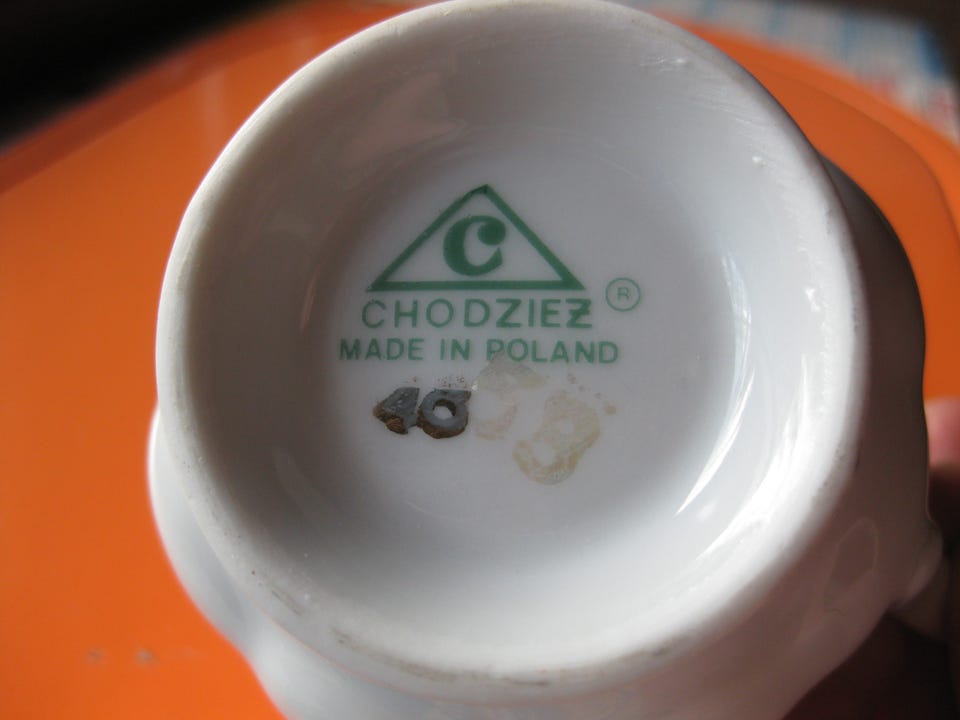 C
CHODZIEŻ ®
MADE IN POLAND
40